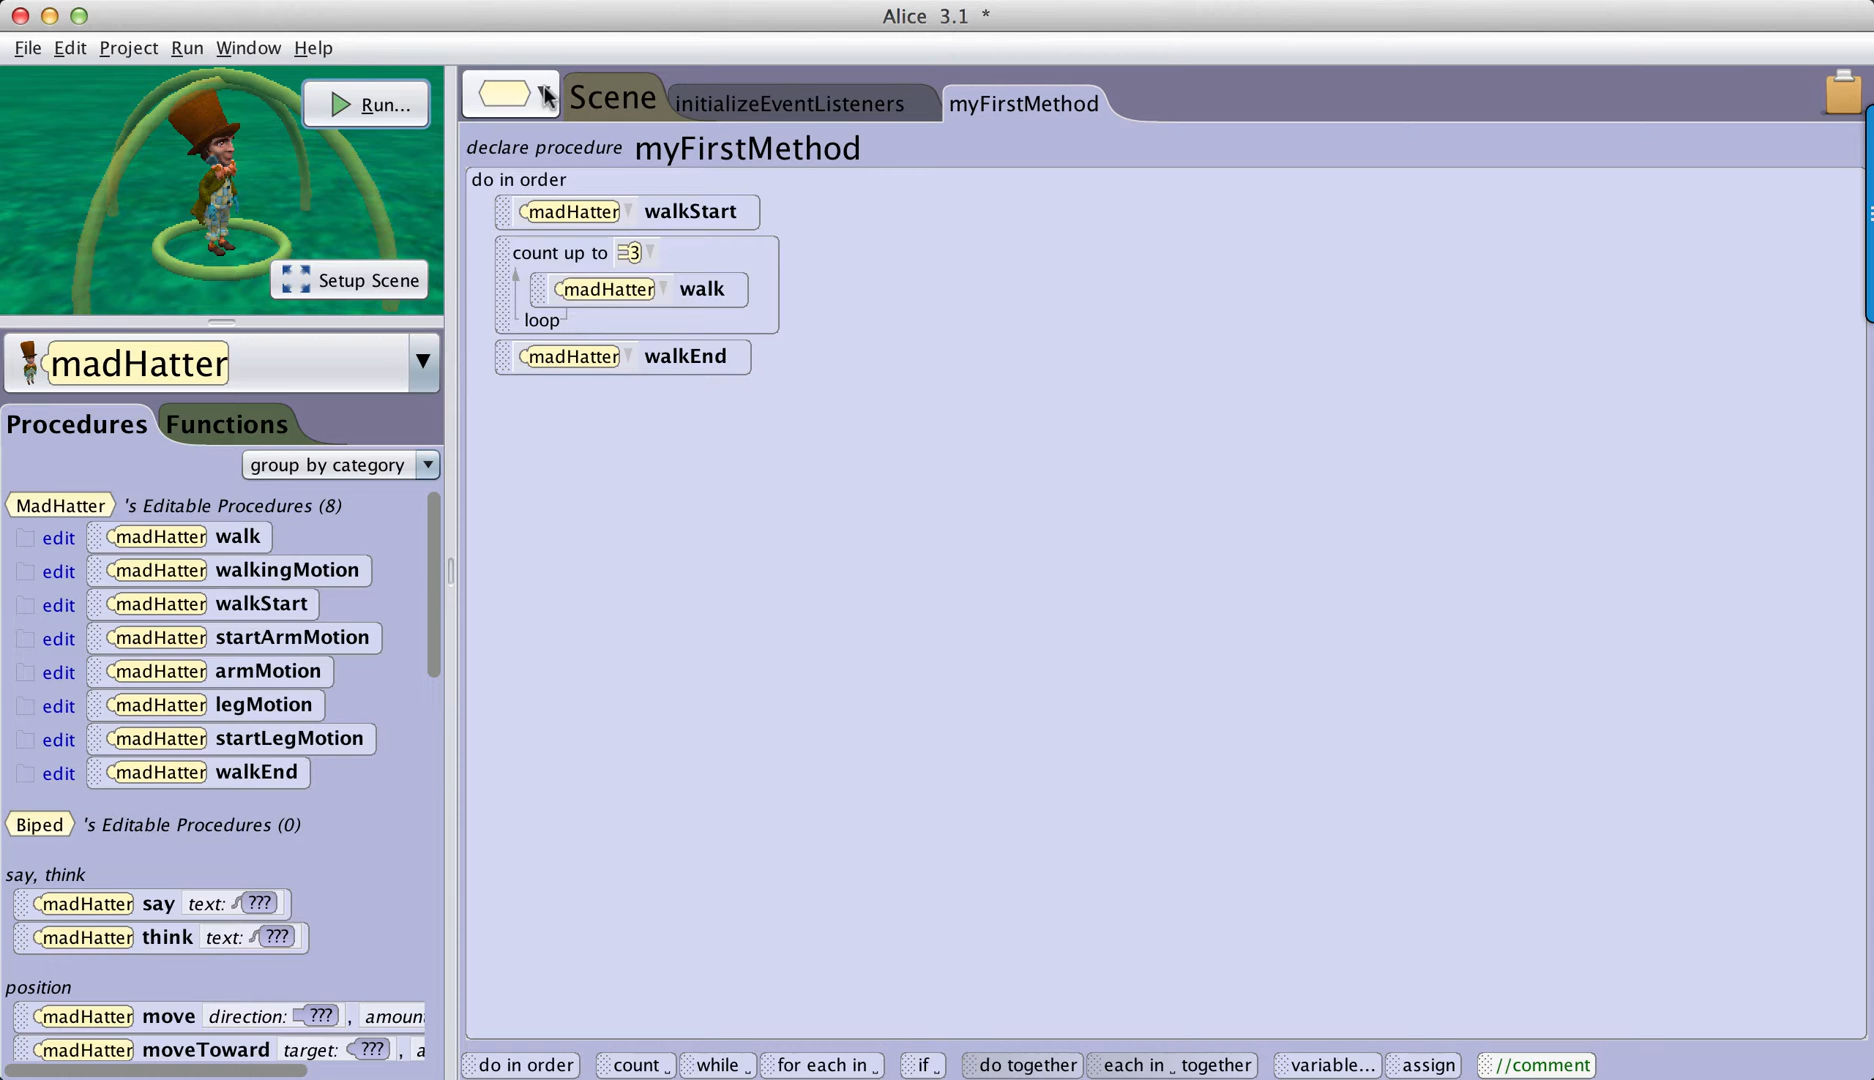 Alice 3.1 *
File Edit Project Run Window Help
Run...
Setup Scene
Scene initializeEventListeners myFirstMethod
declare procedure myFirstMethod
do in order
madHatter walkStart
count up to 3
madHatter walk
loop
madHatter walkEnd
madHatter
Procedures Functions
group by category
MadHatter 's Editable Procedures (8)
edit madHatter walk
edit madHatter walkingMotion
edit madHatter walkStart
edit madHatter startArmMotion
edit madHatter armMotion
edit madHatter legMotion
edit madHatter startLegMotion
edit madHatter walkEnd
Biped 's Editable Procedures (0)
say, think
madHatter say text: ???
madHatter think text: ???
position
madHatter move direction: ??? , amoun
madHatter moveToward target: ??? , a
do in order count while for each in if do together each in together variable... assign //comment